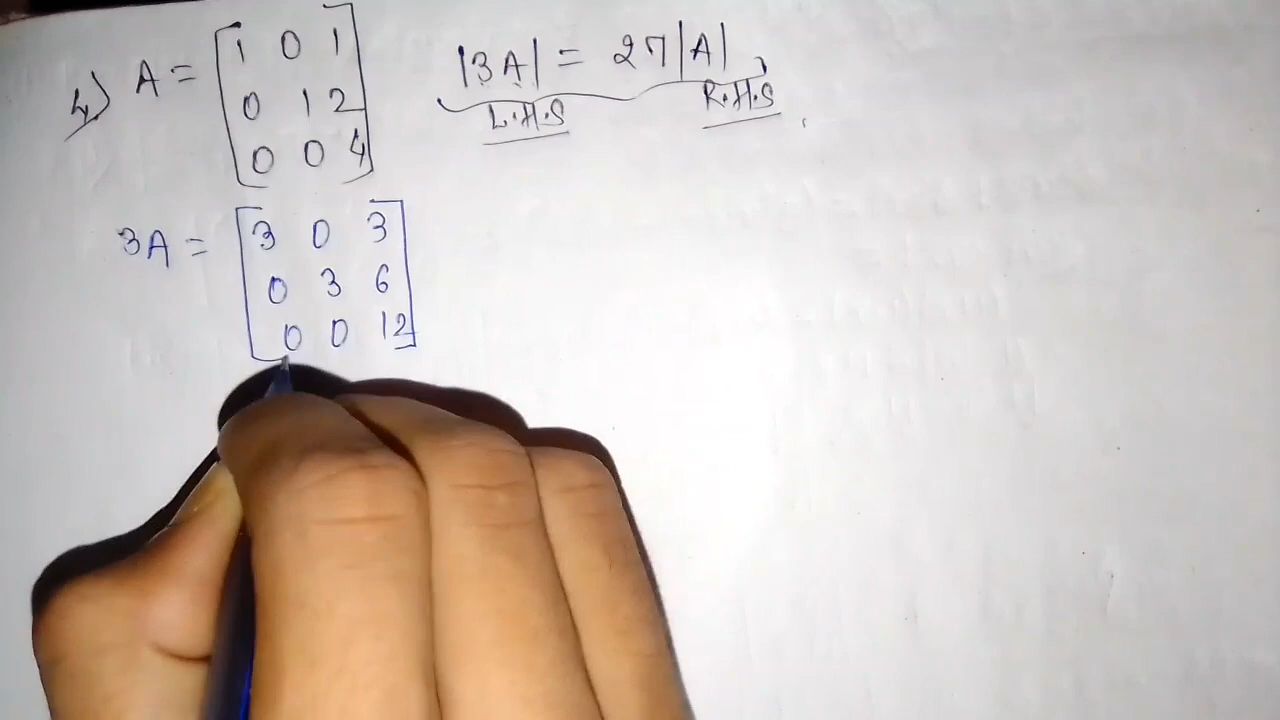 4) A = [1 0 1 |3A| = 27|A|
0 1 2 L.H.S R.H.S
0 0 4]
3A = [3 0 3
0 3 6
0 0 12]